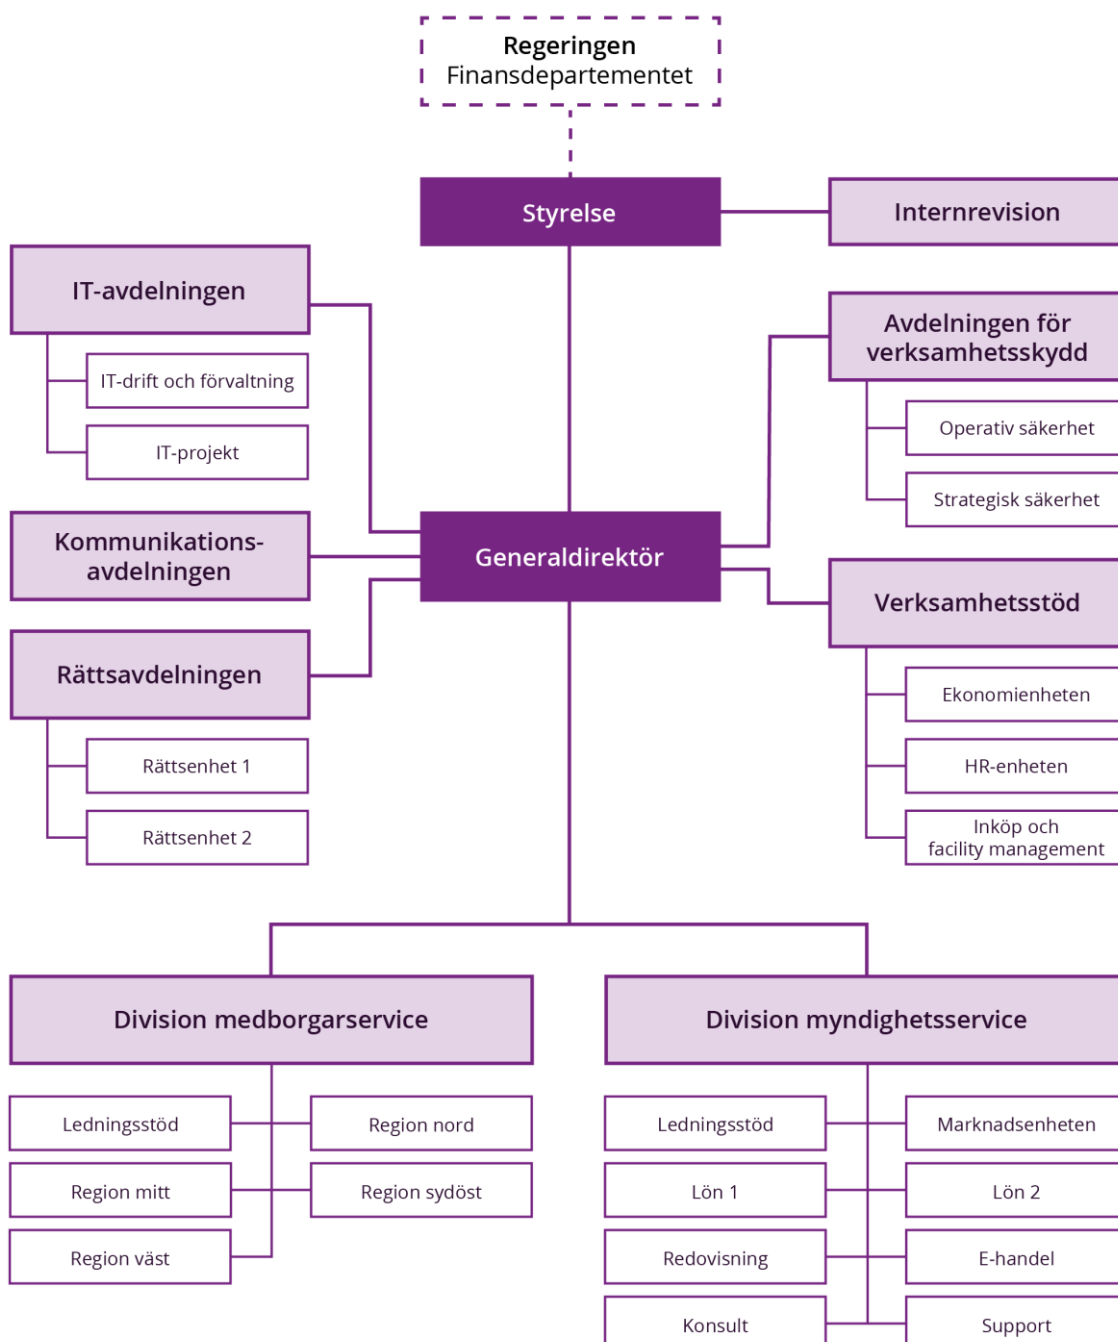 Regeringen
Finansdepartementet
Styrelse
Internrevision
IT-avdelningen
IT-drift och förvaltning
IT-projekt
Avdelningen för
verksamhetsskydd
Operativ säkerhet
Strategisk säkerhet
Kommunikations-
avdelningen
Generaldirektör
Verksamhetsstöd
Rättsavdelningen
Rättsenhet 1
Rättsenhet 2
Ekonomienheten
HR-enheten
Inköp och
facility management
Division medborgarservice
Ledningsstöd
Region nord
Region mitt
Region sydöst
Region väst
Division myndighetsservice
Ledningsstöd
Marknadsenheten
Lön 1
Lön 2
Redovisning
E-handel
Konsult
Support